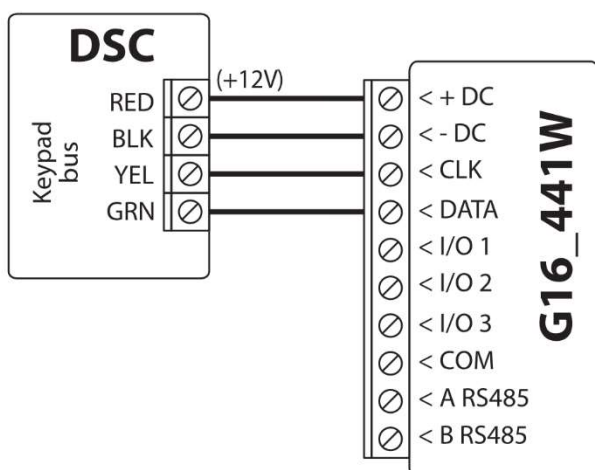 DSC
Keypad
bus
RED
BLK
YEL
GRN
(+12V)
< + DC
< - DC
< CLK
< DATA
< I/O 1
< I/O 2
< I/O 3
< COM
< A RS485
< B RS485
G16_441W